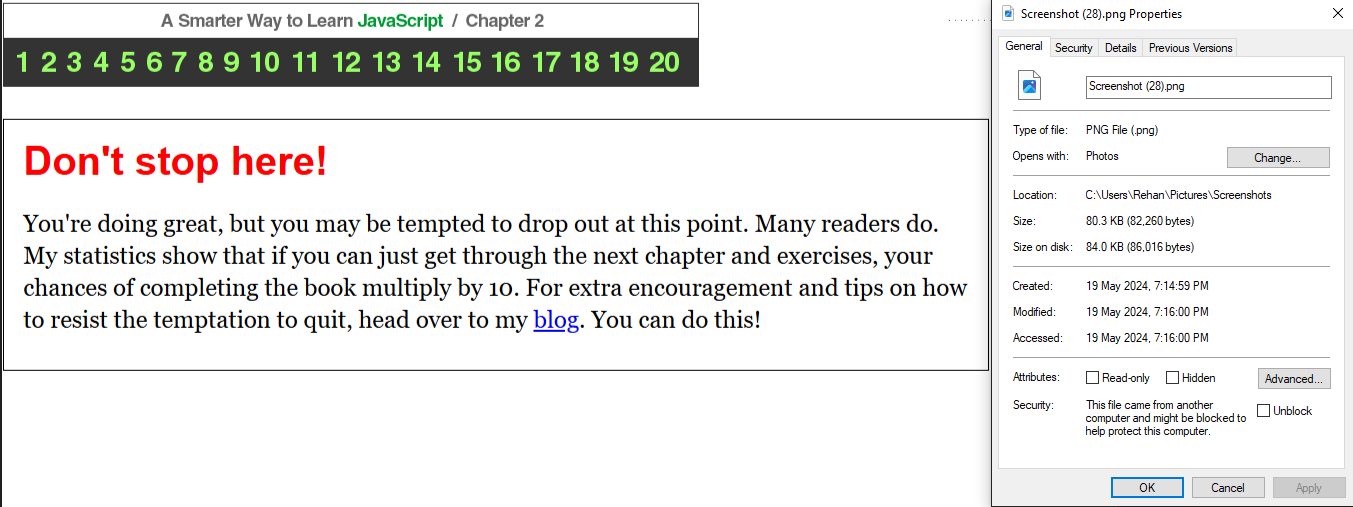 A Smarter Way to Learn JavaScript / Chapter 2
1 2 3 4 5 6 7 8 9 10 11 12 13 14 15 16 17 18 19 20
Don't stop here!
You're doing great, but you may be tempted to drop out at this point. Many readers do.
My statistics show that if you can just get through the next chapter and exercises, your
chances of completing the book multiply by 10. For extra encouragement and tips on how
to resist the temptation to quit, head over to my blog. You can do this!
Screenshot (28).png Properties
General Security Details Previous Versions
Screenshot (28).png
Type of file: PNG File (.png)
Opens with: Photos Change...
Location: C:\Users\Rehan\Pictures\Screenshots
Size: 80.3 KB (82,260 bytes)
Size on disk: 84.0 KB (86,016 bytes)
Created: 19 May 2024, 7:14:59 PM
Modified: 19 May 2024, 7:16:00 PM
Accessed: 19 May 2024, 7:16:00 PM
Attributes: Read-only Hidden Advanced...
Security: This file came from another
computer and might be blocked to
help protect this computer.
Unblock
OK Cancel Apply